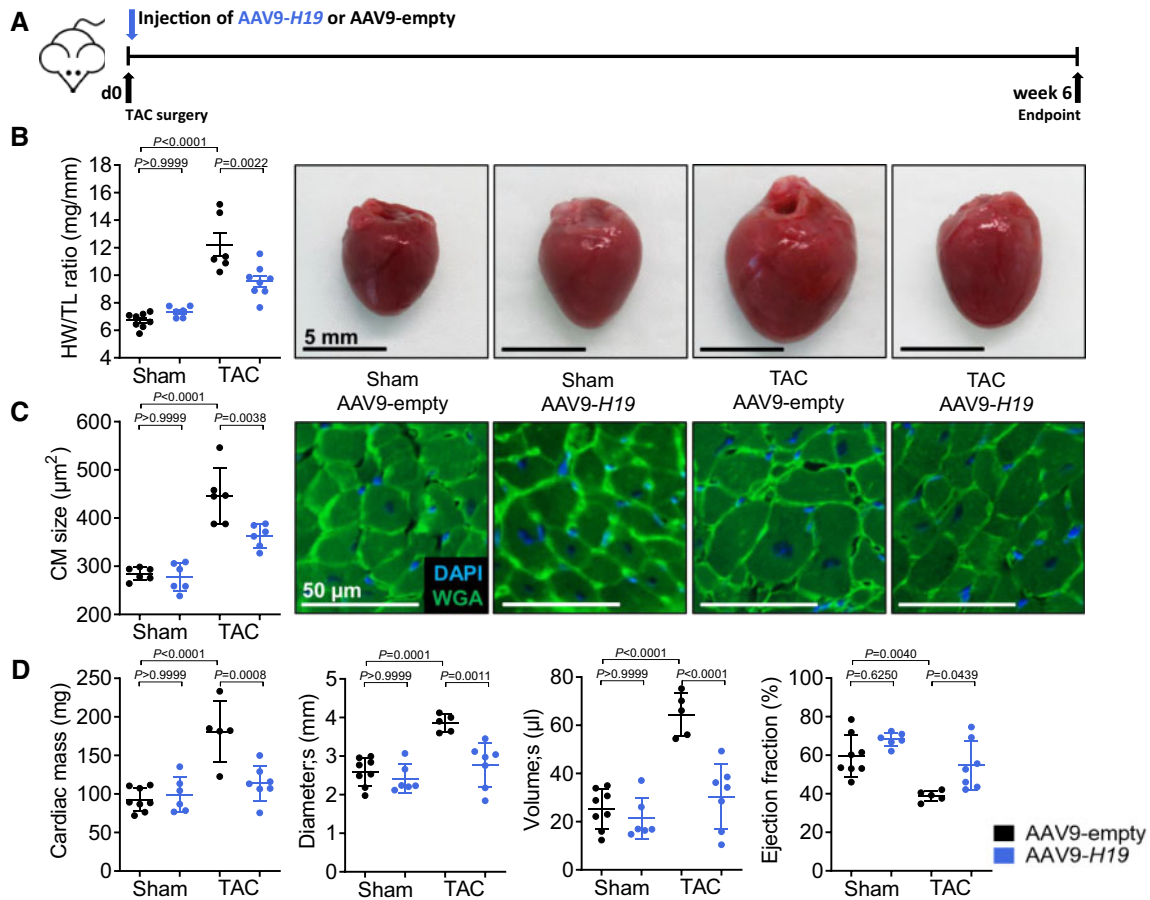 A
Injection of AAV9-H19 or AAV9-empty
d0
TAC surgery
week 6
Endpoint
B
HW/TL ratio (mg/mm)
P<0.0001
P>0.9999
P=0.0022
18
16
14
12
10
8
6
4
Sham
TAC
5 mm
Sham
AAV9-empty
Sham
AAV9-H19
TAC
AAV9-empty
TAC
AAV9-H19
C
CM size (µm²)
P<0.0001
P>0.9999
P=0.0038
600
500
400
300
200
Sham
TAC
50 µm
DAPI
WGA
D
Cardiac mass (mg)
P<0.0001
P>0.9999
P=0.0008
250
200
150
100
50
0
Sham
TAC
Diameter;s (mm)
P=0.0001
P>0.9999
P=0.0011
5
4
3
2
1
0
Sham
TAC
Volume;s (µl)
P<0.0001
P>0.9999
P<0.0001
80
60
40
20
0
Sham
TAC
Ejection fraction (%)
P=0.0040
P=0.6250
P=0.0439
100
80
60
40
20
0
Sham
TAC
AAV9-empty
AAV9-H19